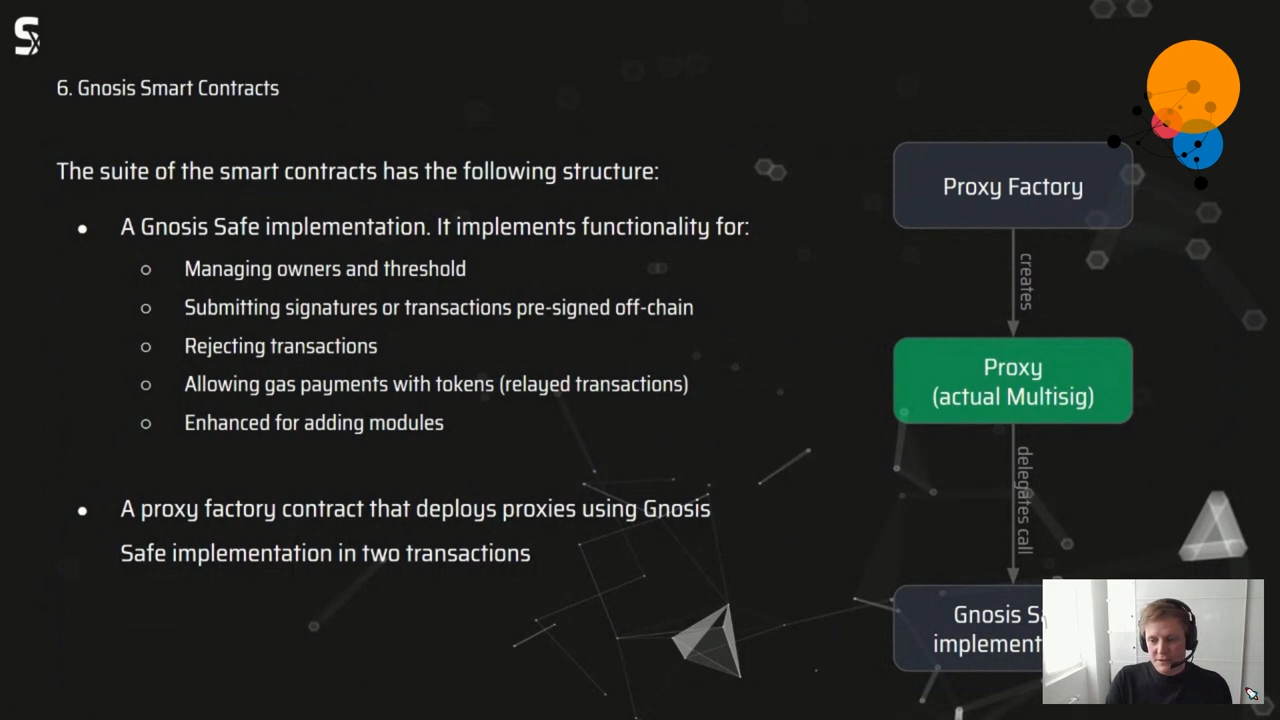 6. Gnosis Smart Contracts
The suite of the smart contracts has the following structure:
● A Gnosis Safe implementation. It implements functionality for:
○ Managing owners and threshold
○ Submitting signatures or transactions pre-signed off-chain
○ Rejecting transactions
○ Allowing gas payments with tokens (relayed transactions)
○ Enhanced for adding modules
● A proxy factory contract that deploys proxies using Gnosis
Safe implementation in two transactions
Proxy Factory
creates
Proxy
(actual Multisig)
delegates call
Gnosis